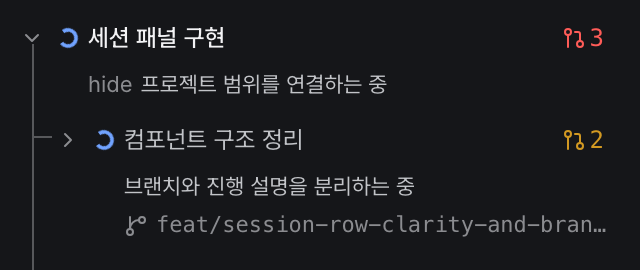 세션 패널 구현 3
hide 프로젝트 범위를 연결하는 중
컴포넌트 구조 정리 2
브랜치와 진행 설명을 분리하는 중
feat/session-row-clarity-and-bran…